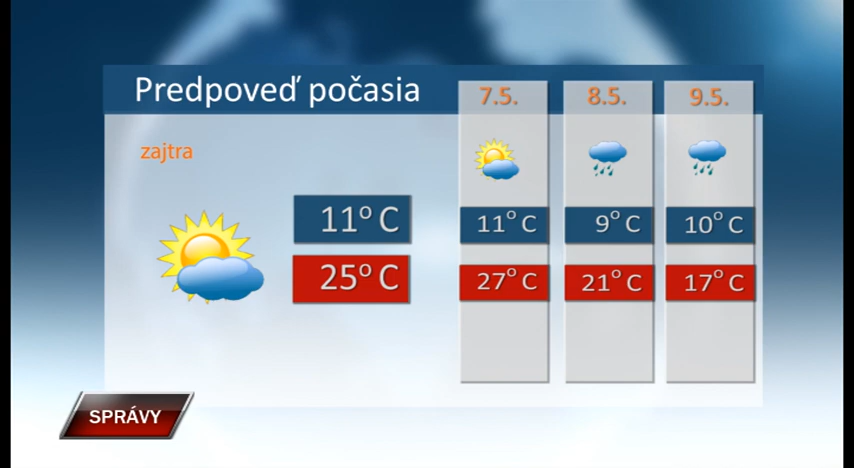 Predpoveď počasia
zajtra
11° C
25° C
7.5.
11° C
27° C
8.5.
9° C
21° C
9.5.
10° C
17° C
SPRÁVY